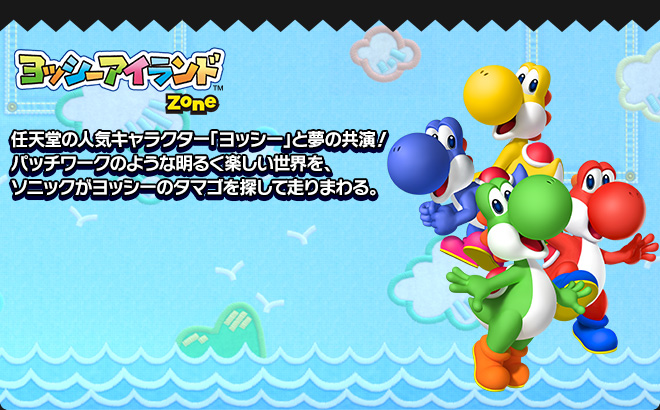 ヨッシーアイランド™
Zone
任天堂の人気キャラクター「ヨッシー」と夢の共演！
パッチワークのような明るく楽しい世界を、
ソニックがヨッシーのタマゴを探して走りまわる。